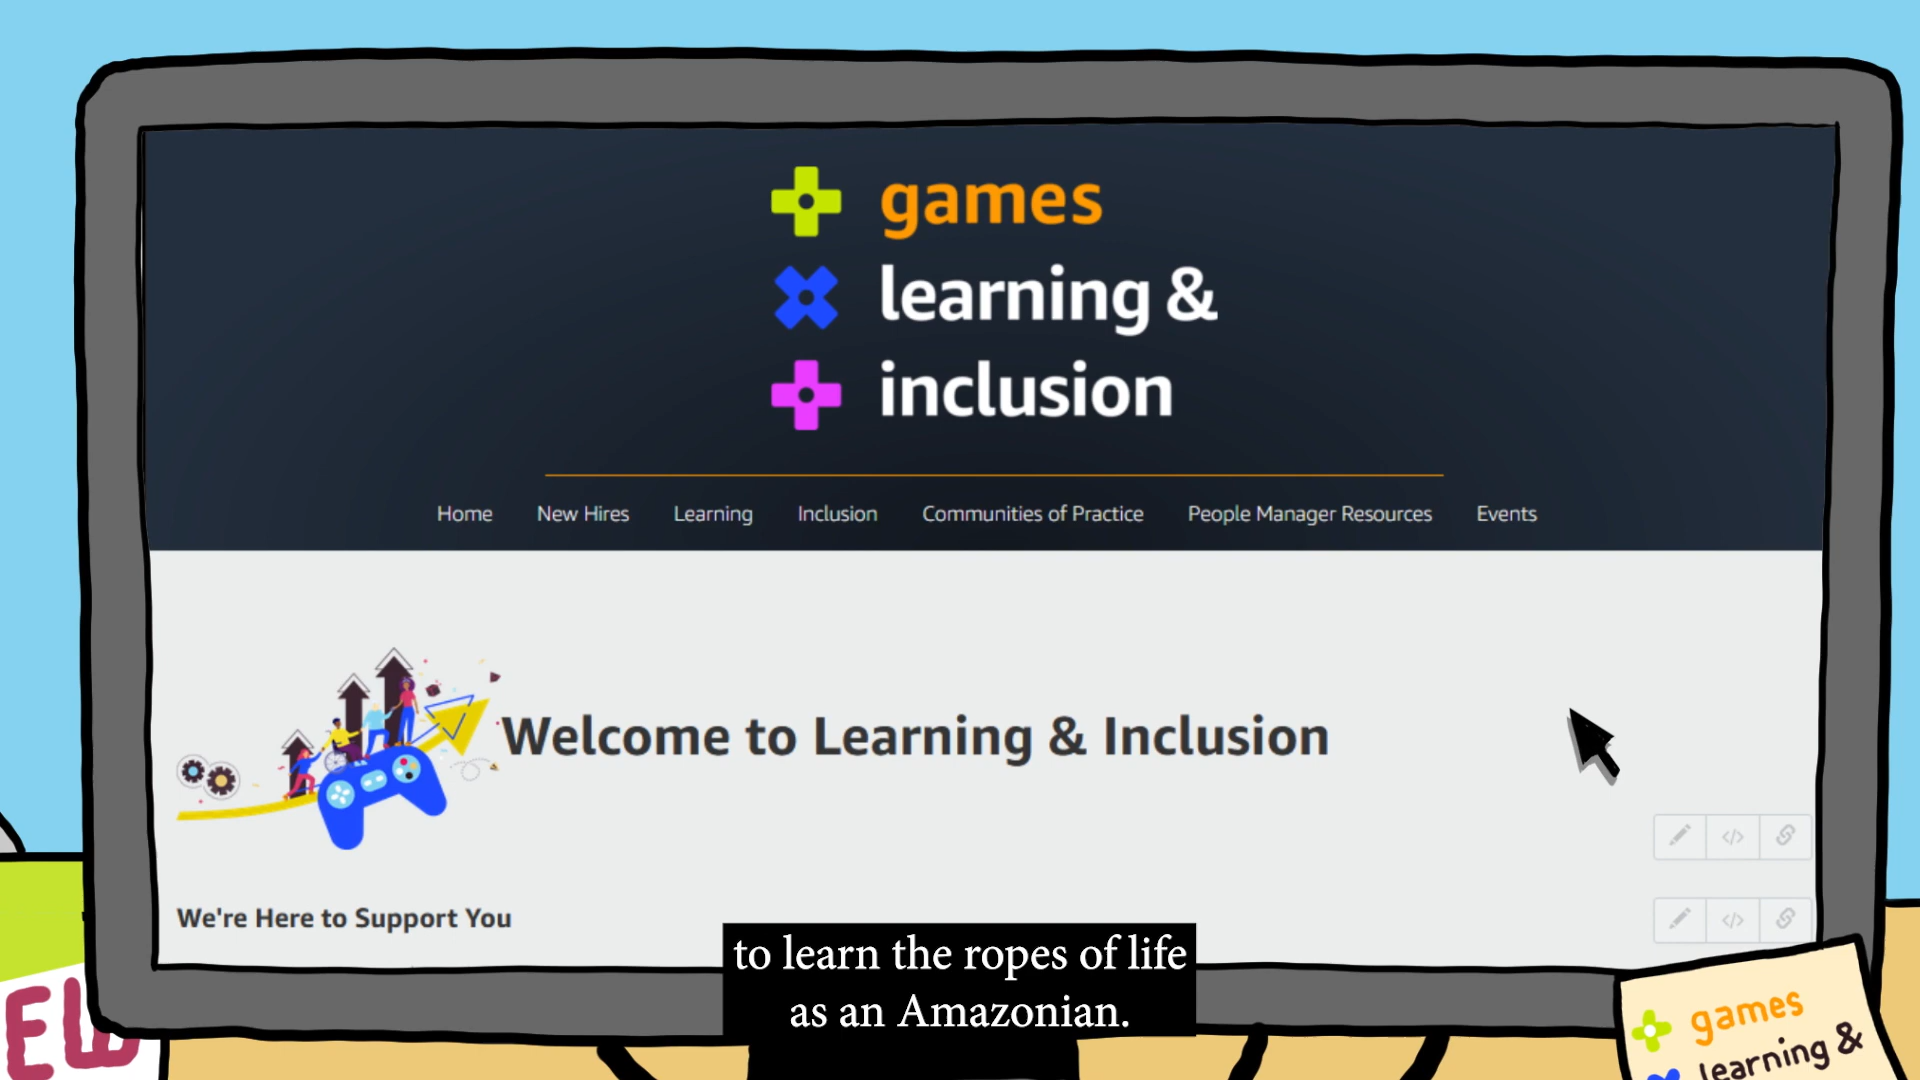 games
learning &
inclusion
Home New Hires Learning Inclusion Communities of Practice People Manager Resources Events
Welcome to Learning & Inclusion
We're Here to Support You
to learn the ropes of life
as an Amazonian.
EW
games
learning &